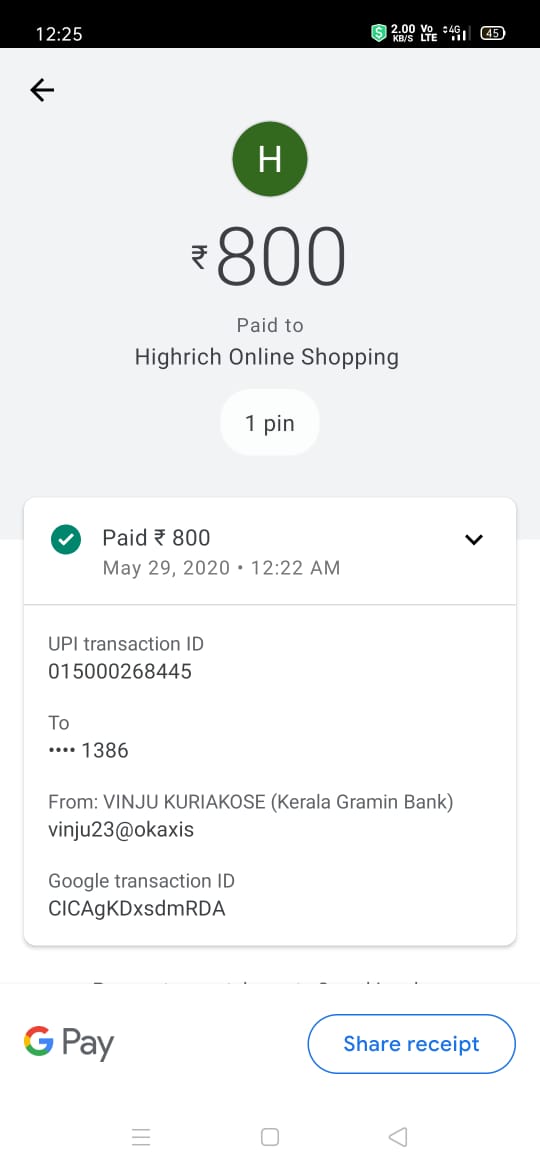 12:25
2.00 KB/S Vo LTE 4G 45
H
₹800
Paid to
Highrich Online Shopping
1 pin
Paid ₹ 800
May 29, 2020 • 12:22 AM
UPI transaction ID
015000268445
To
•••• 1386
From: VINJU KURIAKOSE (Kerala Gramin Bank)
vinju23@okaxis
Google transaction ID
CICAgKDxsdmRDA
G Pay
Share receipt